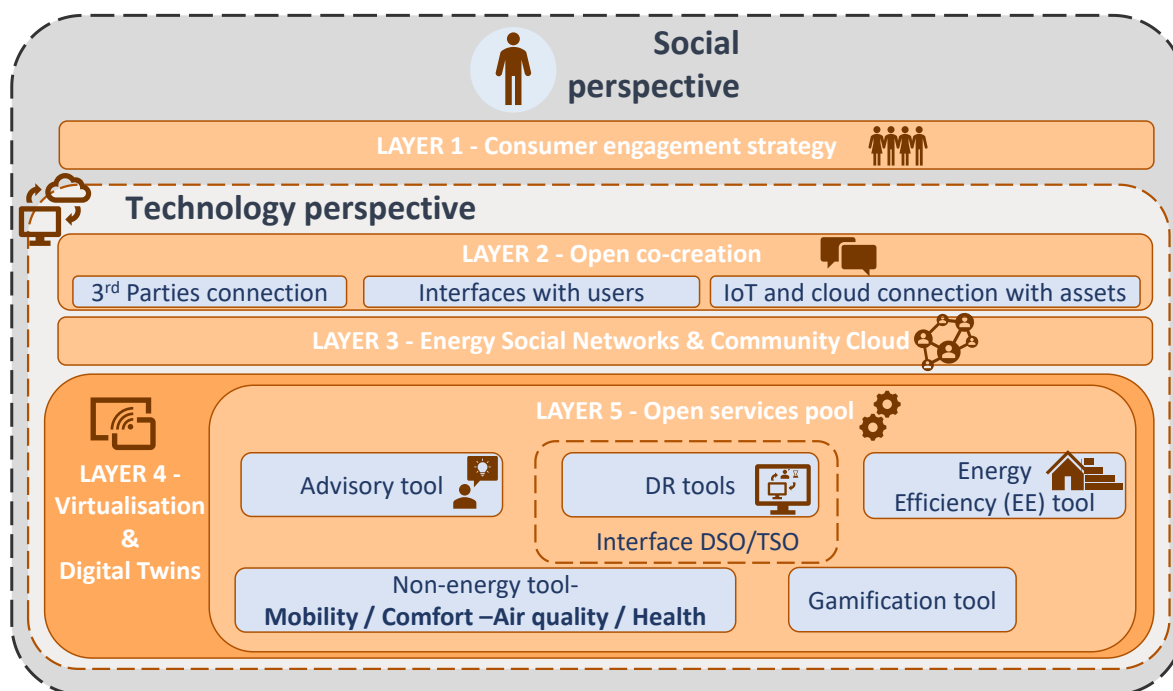 Social
perspective
LAYER 1 - Consumer engagement strategy
Technology perspective
LAYER 2 - Open co-creation
3rd Parties connection
Interfaces with users
IoT and cloud connection with assets
LAYER 3 - Energy Social Networks & Community Cloud
LAYER 4 -
Virtualisation
&
Digital Twins
LAYER 5 - Open services pool
Advisory tool
DR tools
Interface DSO/TSO
Energy
Efficiency (EE) tool
Non-energy tool-
Mobility / Comfort –Air quality / Health
Gamification tool